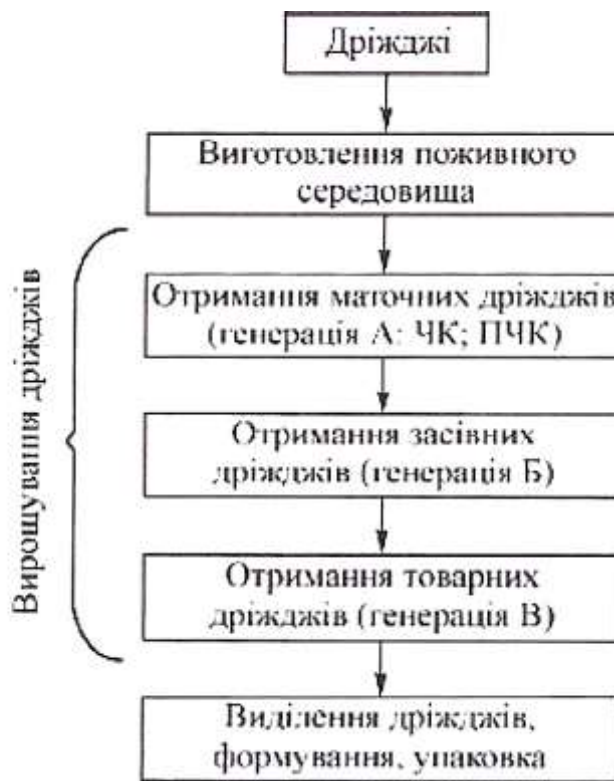 Дріжджі
Виготовлення поживного
середовища
Вирощування дріжджів
Отримання маточних дріжджів
(генерація А: ЧК; ПЧК)
Отримання засівних
дріжджів (генерація Б)
Отримання товарних
дріжджів (генерація В)
Виділення дріжджів,
формування, упаковка